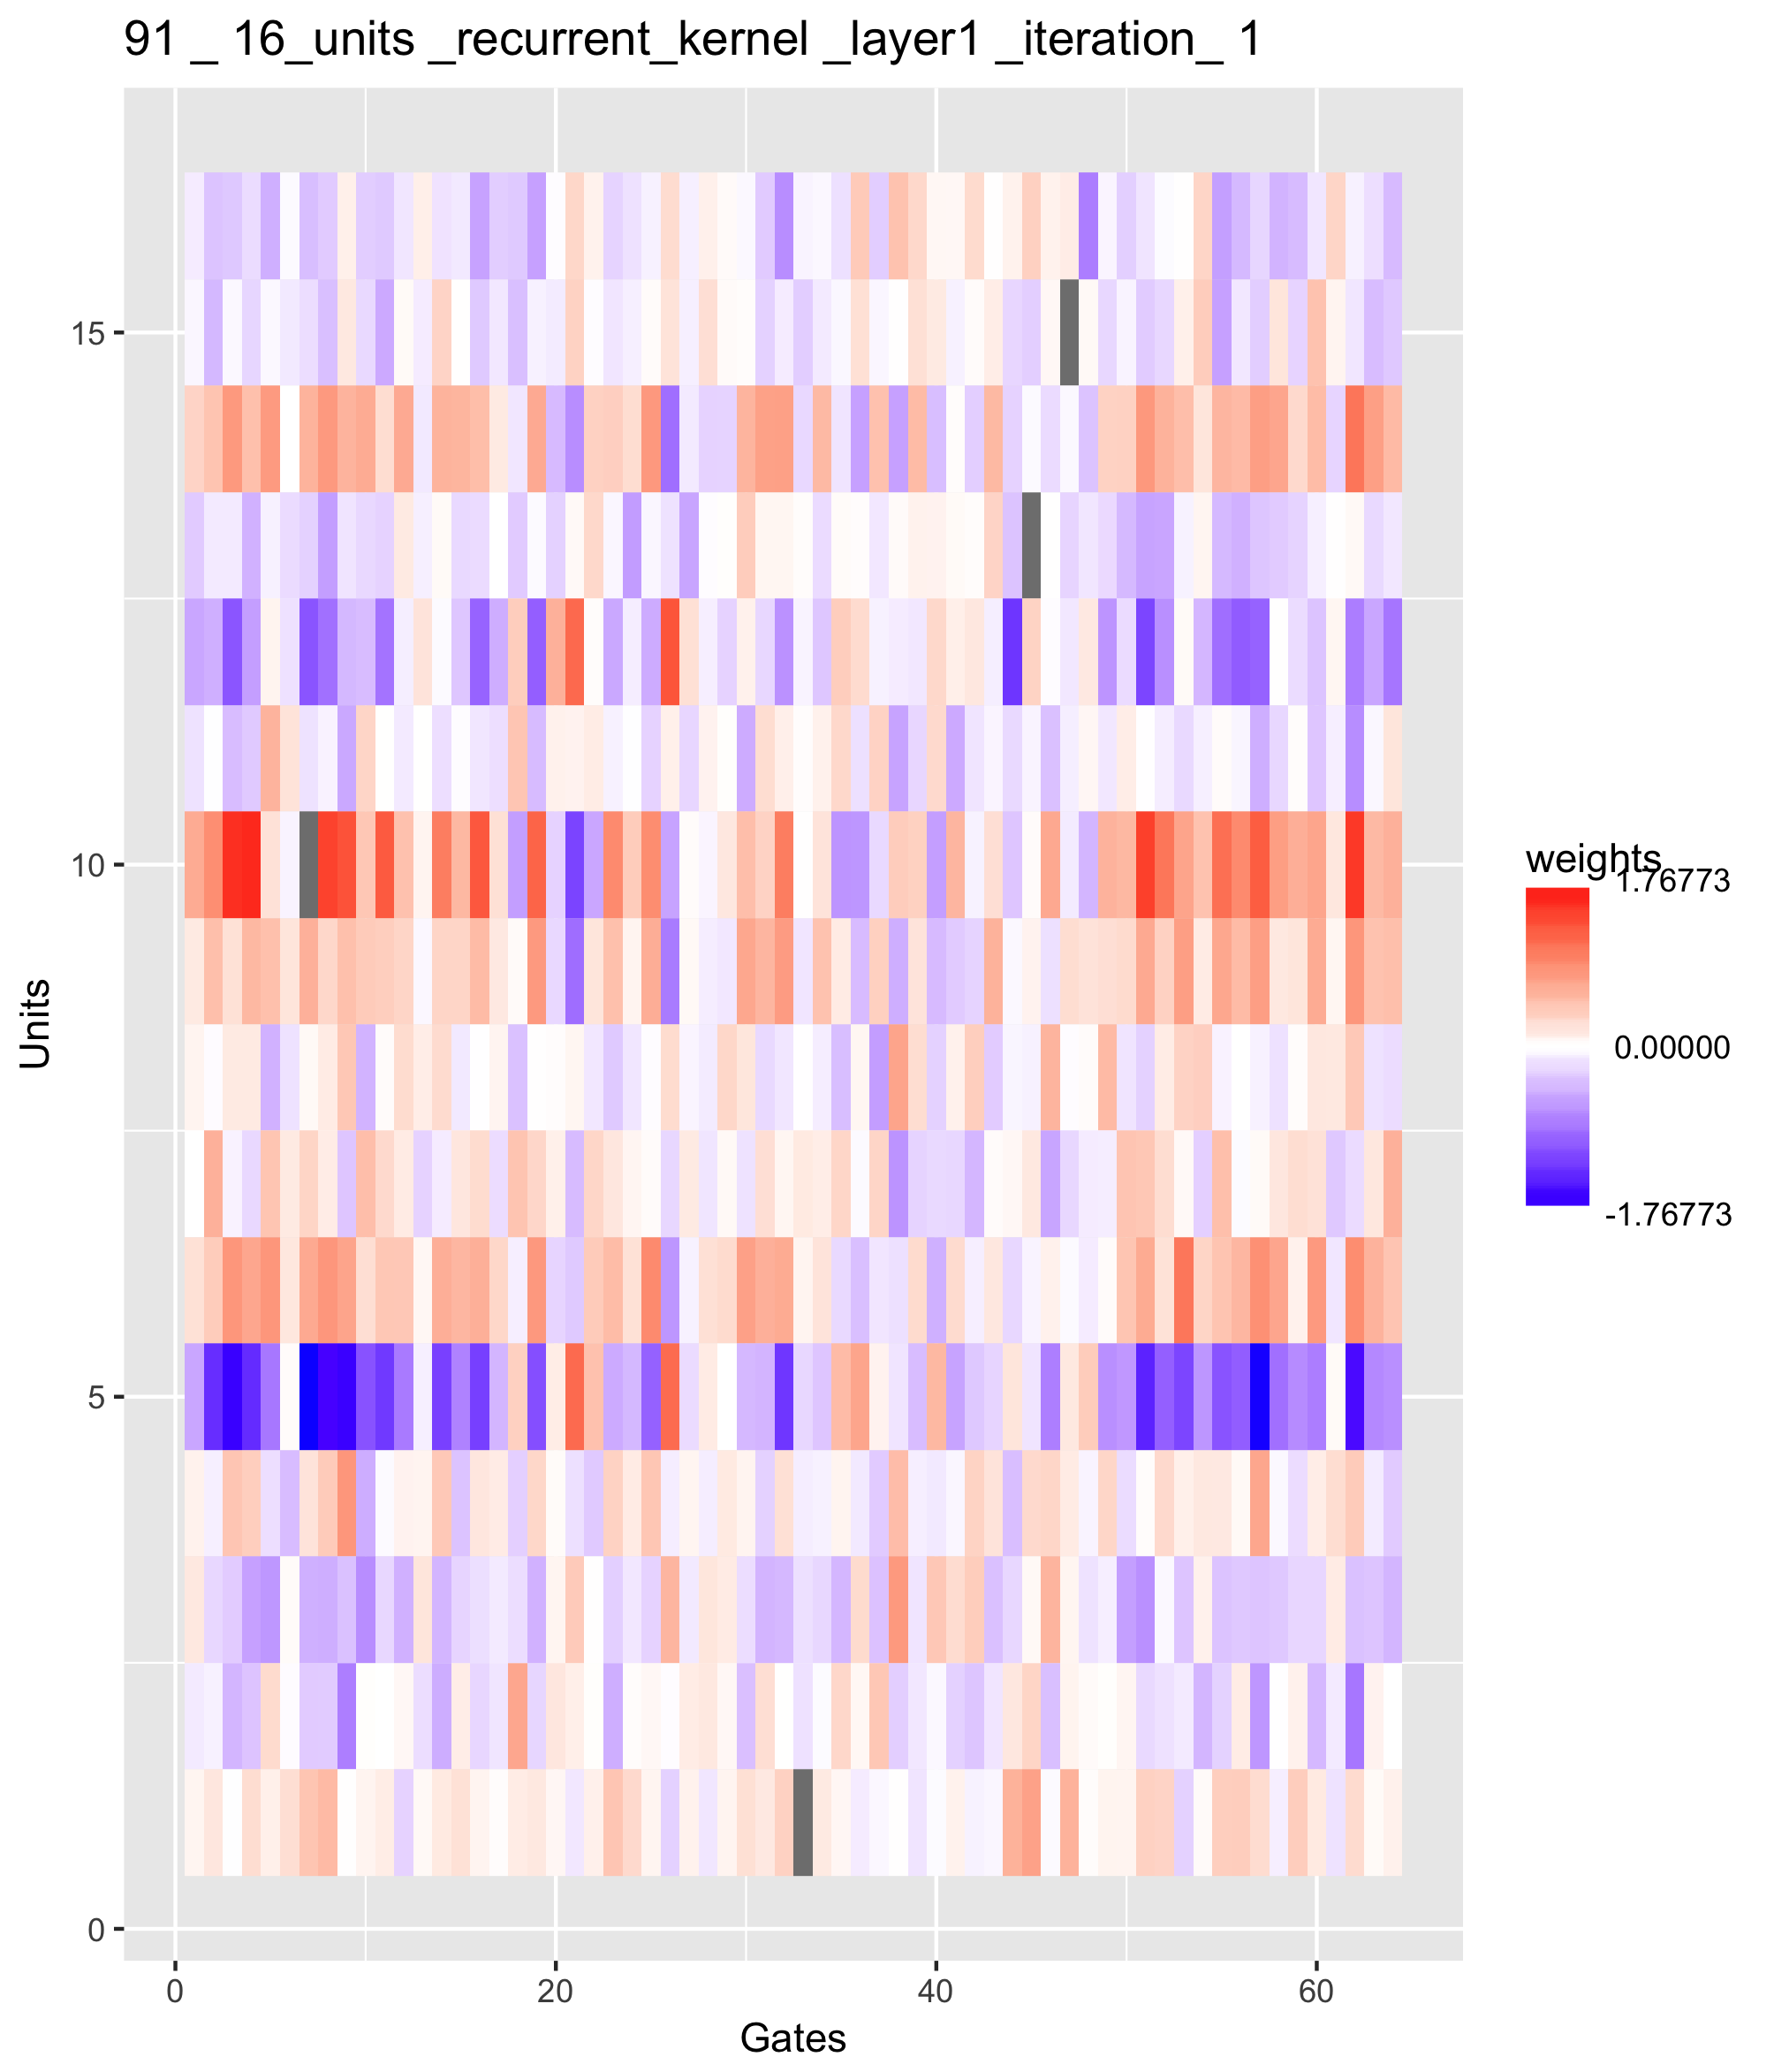 91 _ 16_units _recurrent_kernel _layer1 _iteration_ 1
15
10
5
0
Units
0 20 40 60
Gates
weights
1.76773
0.00000
-1.76773